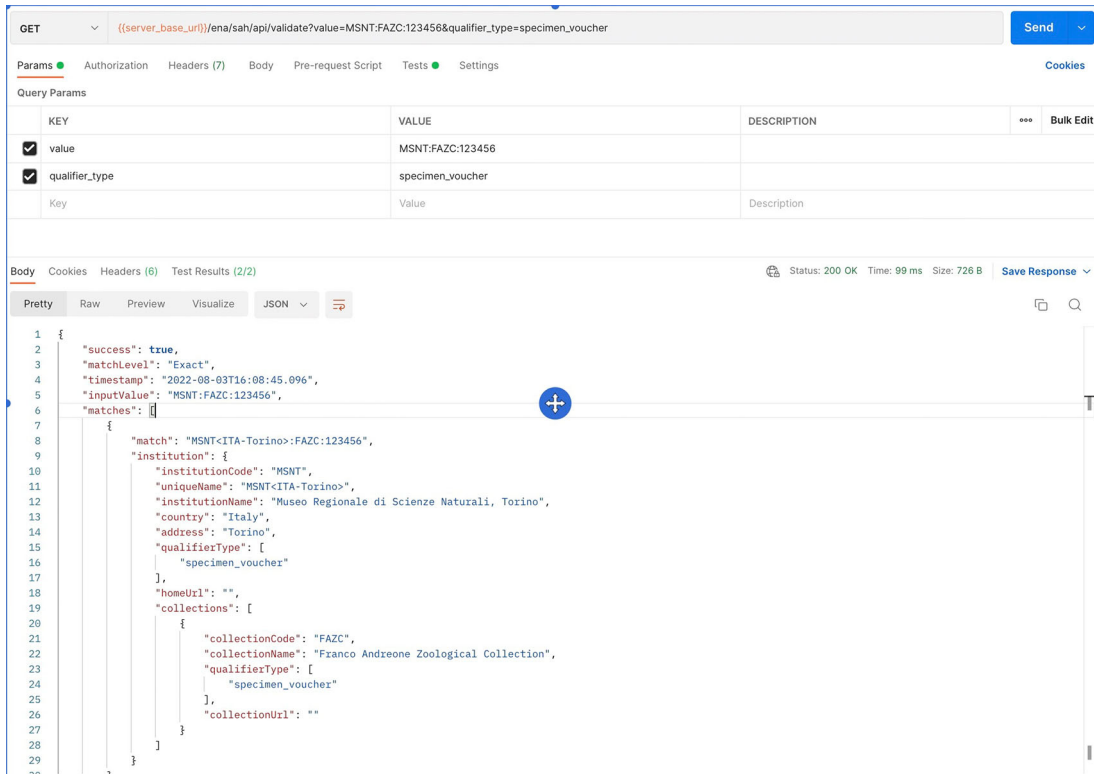 GET {{server_base_url}}/ena/sah/api/validate?value=MSNT:FAZC:123456&qualifier_type=specimen_voucher Send
Params Authorization Headers (7) Body Pre-request Script Tests Settings Cookies
Query Params
KEY VALUE DESCRIPTION ooo Bulk Edit
value MSNT:FAZC:123456
qualifier_type specimen_voucher
Key Value Description
Body Cookies Headers (6) Test Results (2/2) Status: 200 OK Time: 99 ms Size: 726 B Save Response
Pretty Raw Preview Visualize JSON
1 {
2 "success": true,
3 "matchLevel": "Exact",
4 "timestamp": "2022-08-03T16:08:45.096",
5 "inputValue": "MSNT:FAZC:123456",
6 "matches": [
7 {
8 "match": "MSNT<ITA-Torino>:FAZC:123456",
9 "institution": {
10 "institutionCode": "MSNT",
11 "uniqueName": "MSNT<ITA-Torino>",
12 "institutionName": "Museo Regionale di Scienze Naturali, Torino",
13 "country": "Italy",
14 "address": "Torino",
15 "qualifierType": [
16 "specimen_voucher"
17 ],
18 "homeUrl": "",
19 "collections": [
20 {
21 "collectionCode": "FAZC",
22 "collectionName": "Franco Andreone Zoological Collection",
23 "qualifierType": [
24 "specimen_voucher"
25 ],
26 "collectionUrl": ""
27 }
28 ]
29 }